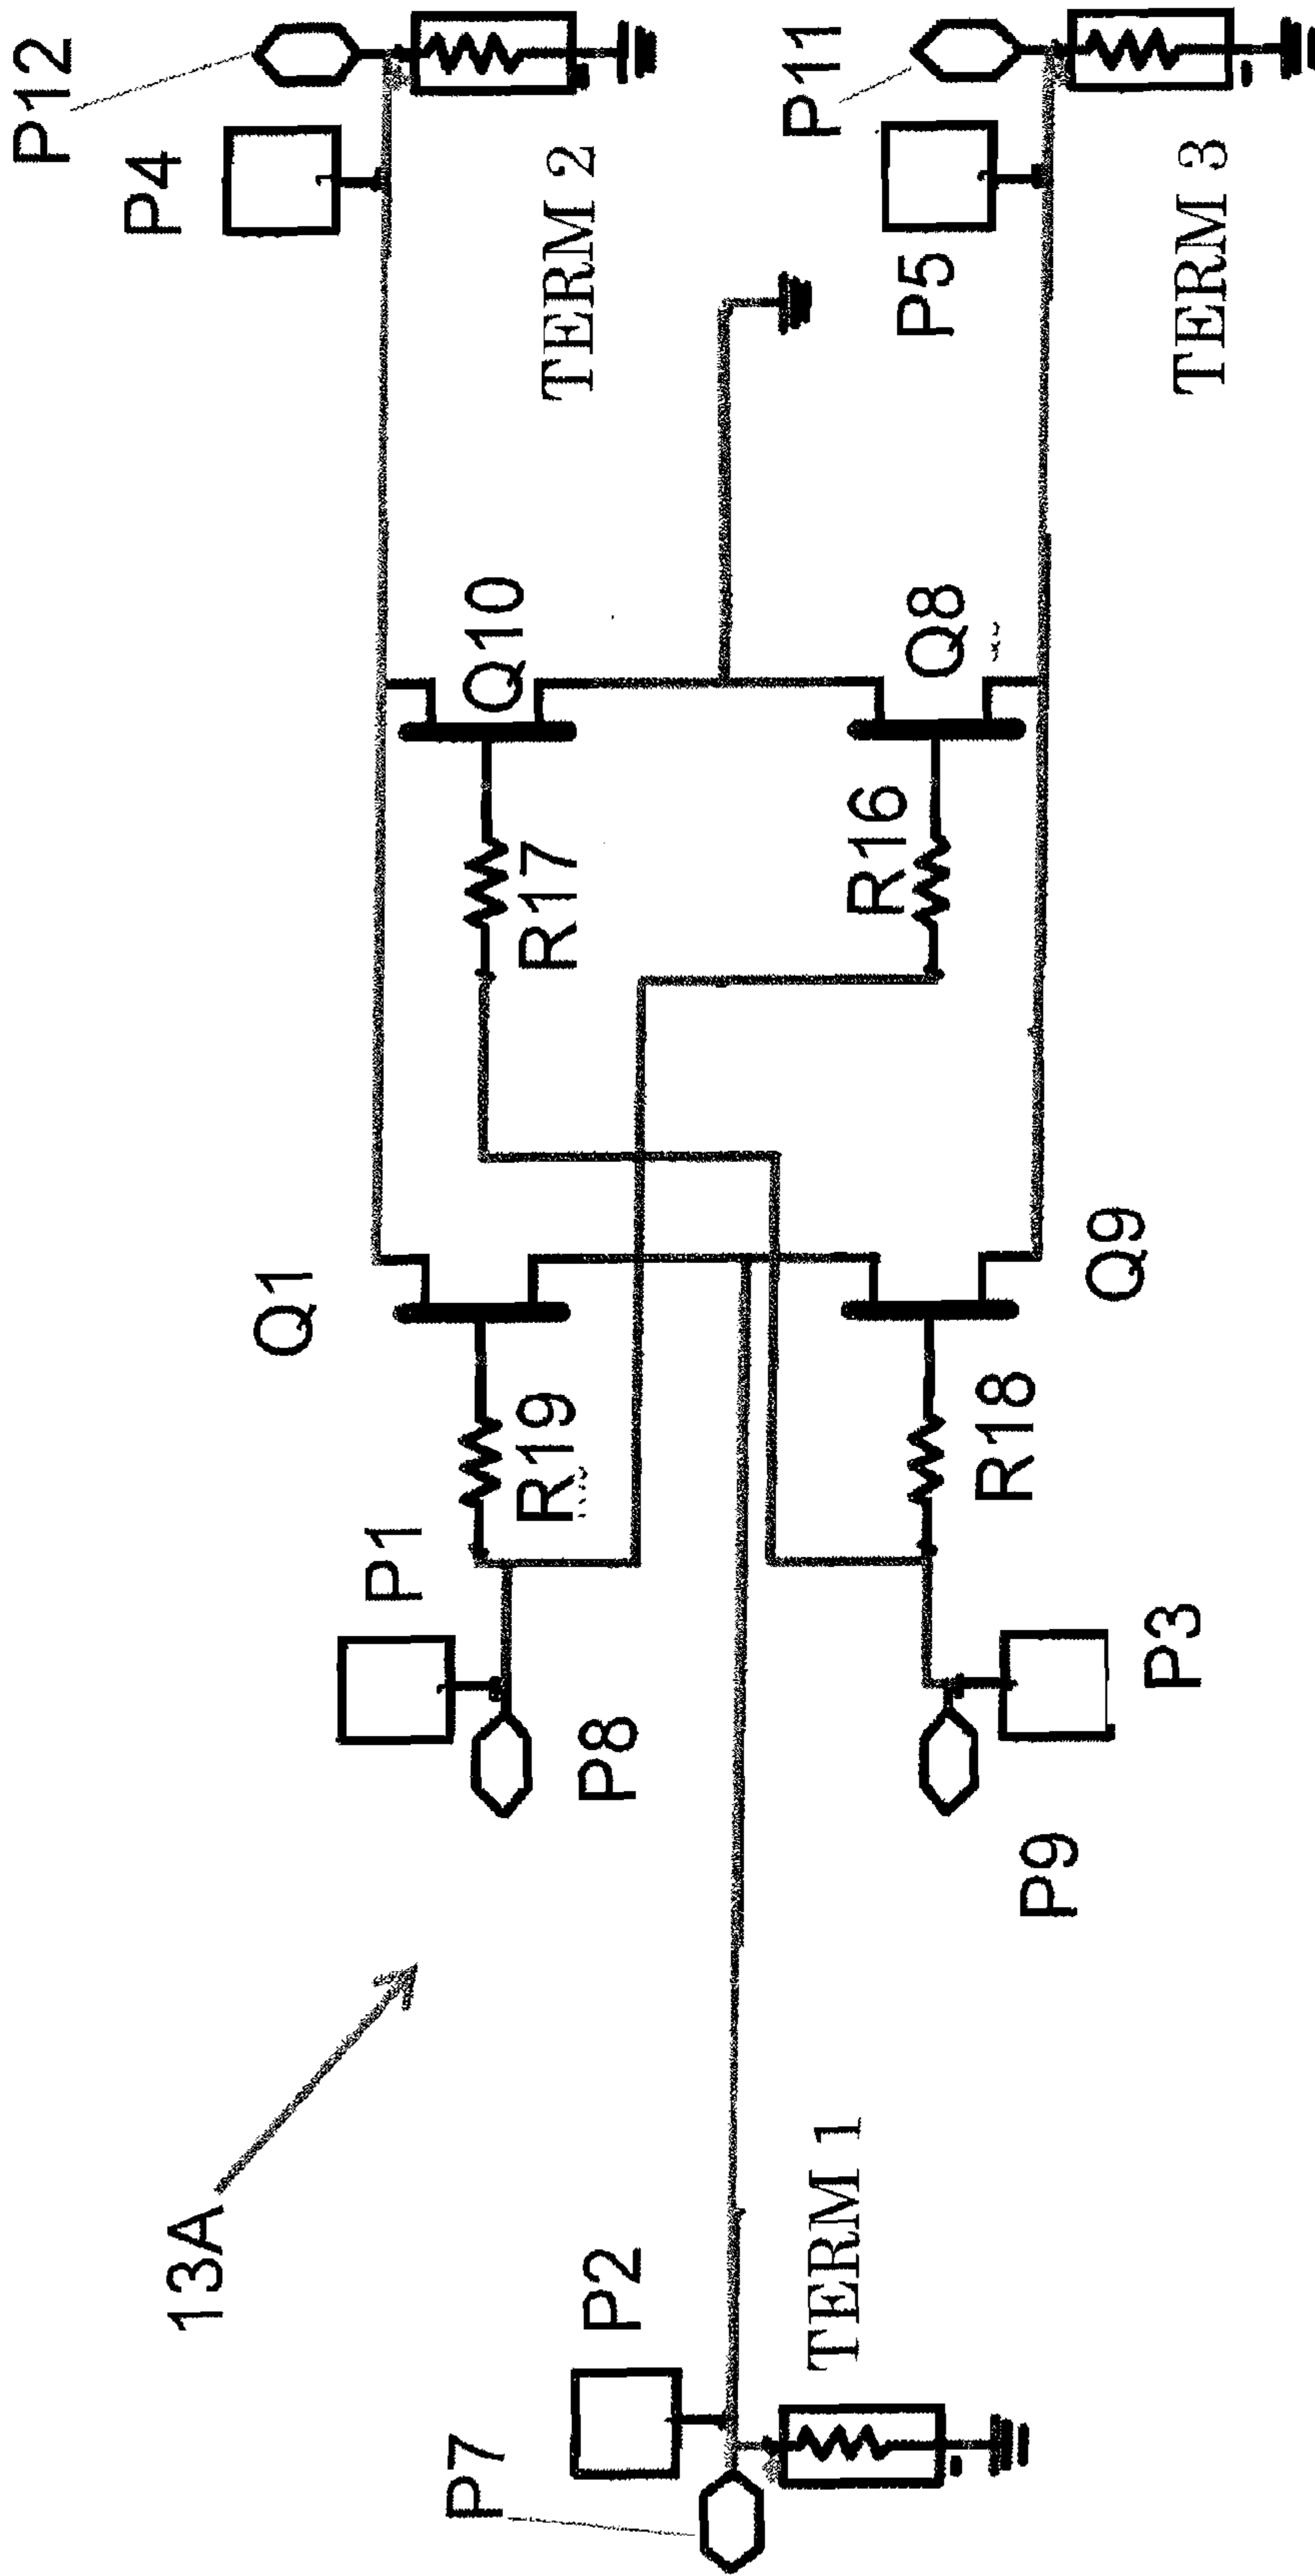 P12
P4
TERM 2
P11
P5
TERM 3
Q10
Q8
R17
R16
Q1
Q9
R19
R18
P1
P8
P3
P9
13A
P2
P7
TERM 1